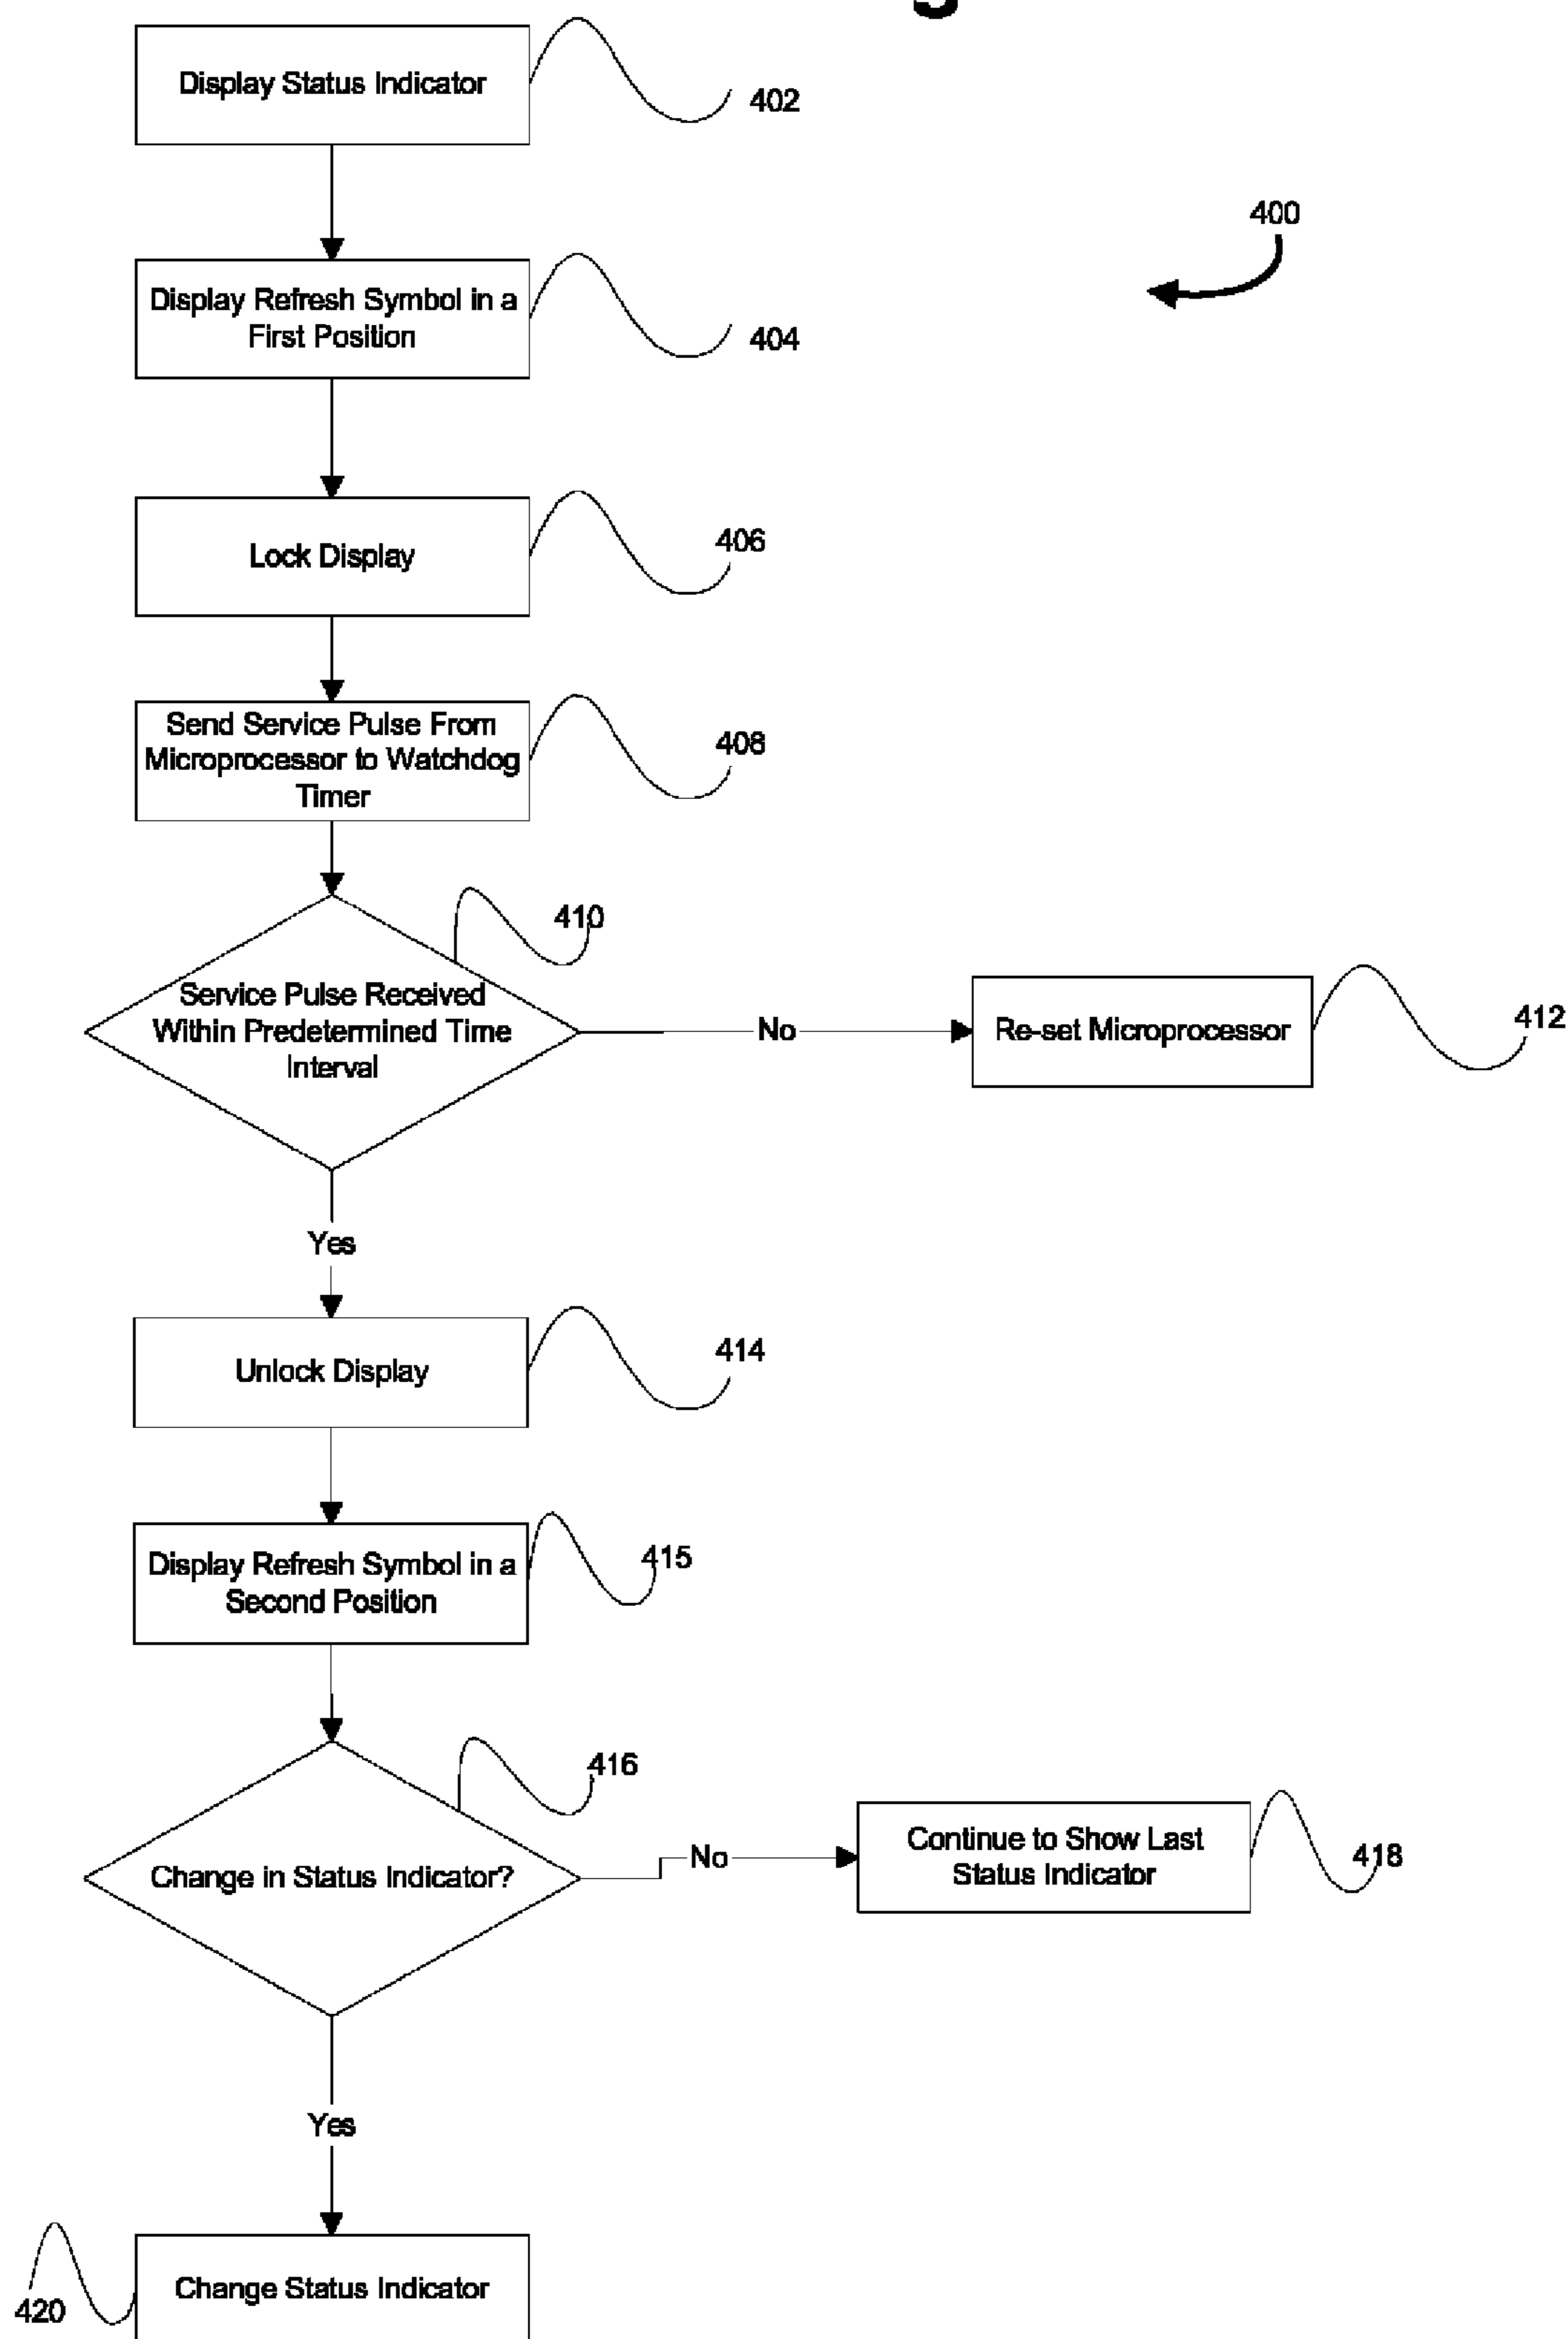 Display Status Indicator
402
400
Display Refresh Symbol in a
First Position
404
Lock Display
406
Send Service Pulse From
Microprocessor to Watchdog
Timer
408
410
Service Pulse Received
Within Predetermined Time
Interval
No
Re-set Microprocessor
412
Yes
Unlock Display
414
Display Refresh Symbol in a
Second Position
415
416
Change in Status Indicator?
No
Continue to Show Last
Status Indicator
418
Yes
Change Status Indicator
420